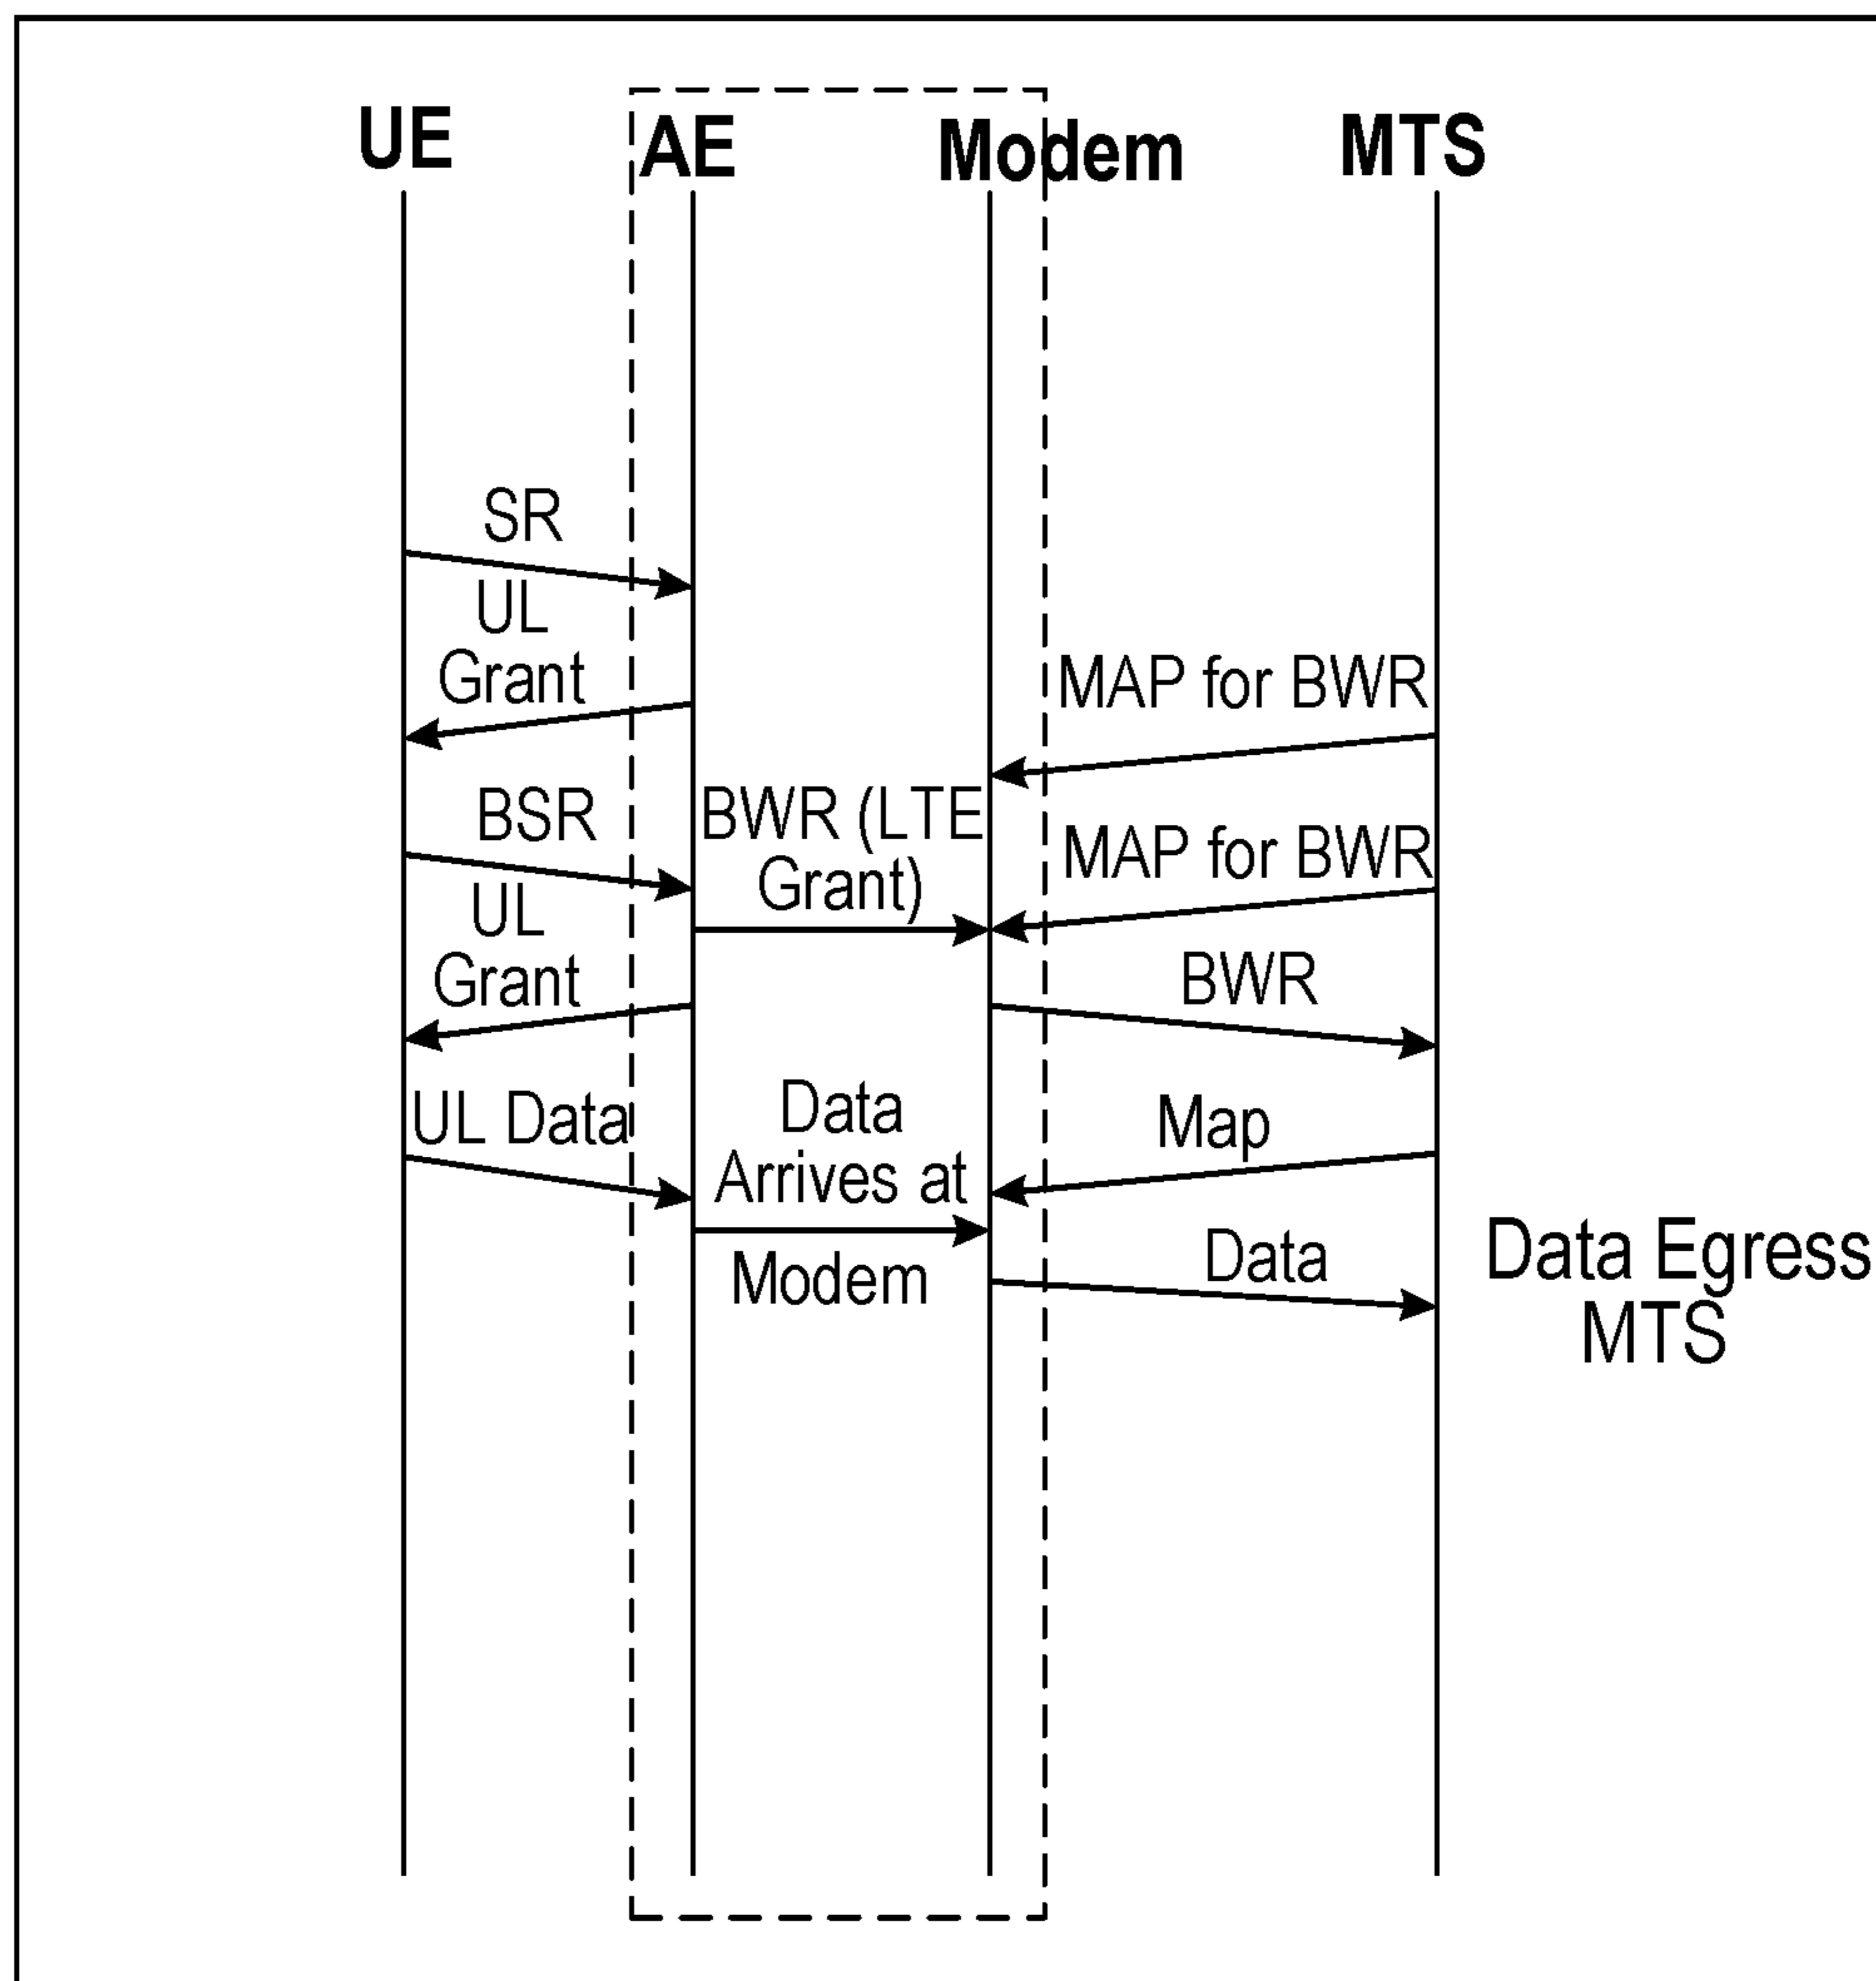 UE
AE
Modem
MTS
SR
UL
Grant
MAP for BWR
BSR
BWR (LTE
Grant)
MAP for BWR
UL
Grant
BWR
UL Data
Data
Arrives at
Modem
Map
Data
Data Egress
MTS